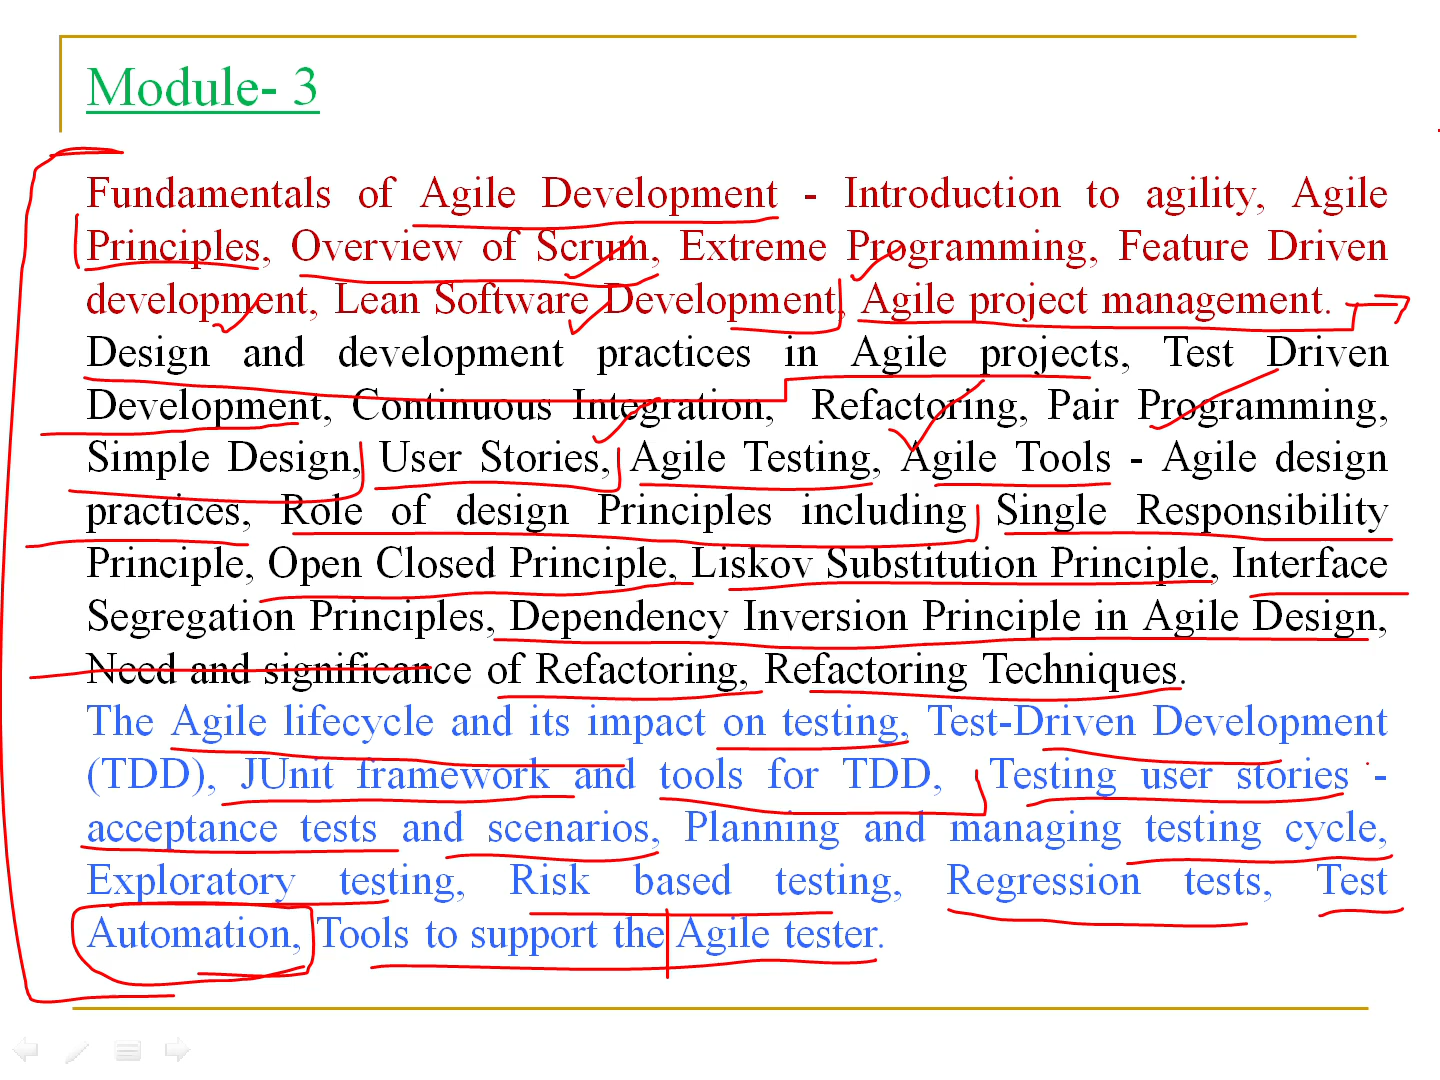 Module- 3
Fundamentals of Agile Development - Introduction to agility, Agile
Principles, Overview of Scrum, Extreme Programming, Feature Driven
development, Lean Software Development, Agile project management.
Design and development practices in Agile projects, Test Driven
Development, Continuous Integration, Refactoring, Pair Programming,
Simple Design, User Stories, Agile Testing, Agile Tools - Agile design
practices, Role of design Principles including Single Responsibility
Principle, Open Closed Principle, Liskov Substitution Principle, Interface
Segregation Principles, Dependency Inversion Principle in Agile Design,
Need and significance of Refactoring, Refactoring Techniques.
The Agile lifecycle and its impact on testing, Test-Driven Development
(TDD), JUnit framework and tools for TDD, Testing user stories -
acceptance tests and scenarios, Planning and managing testing cycle,
Exploratory testing, Risk based testing, Regression tests, Test
Automation, Tools to support the Agile tester.